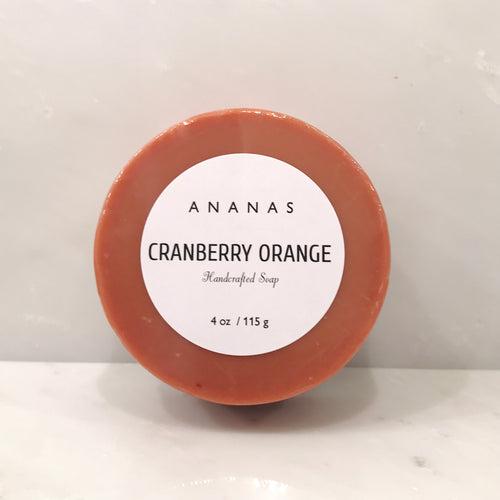 ANANAS
CRANBERRY ORANGE
Handcrafted Soap
4 oz / 115 g